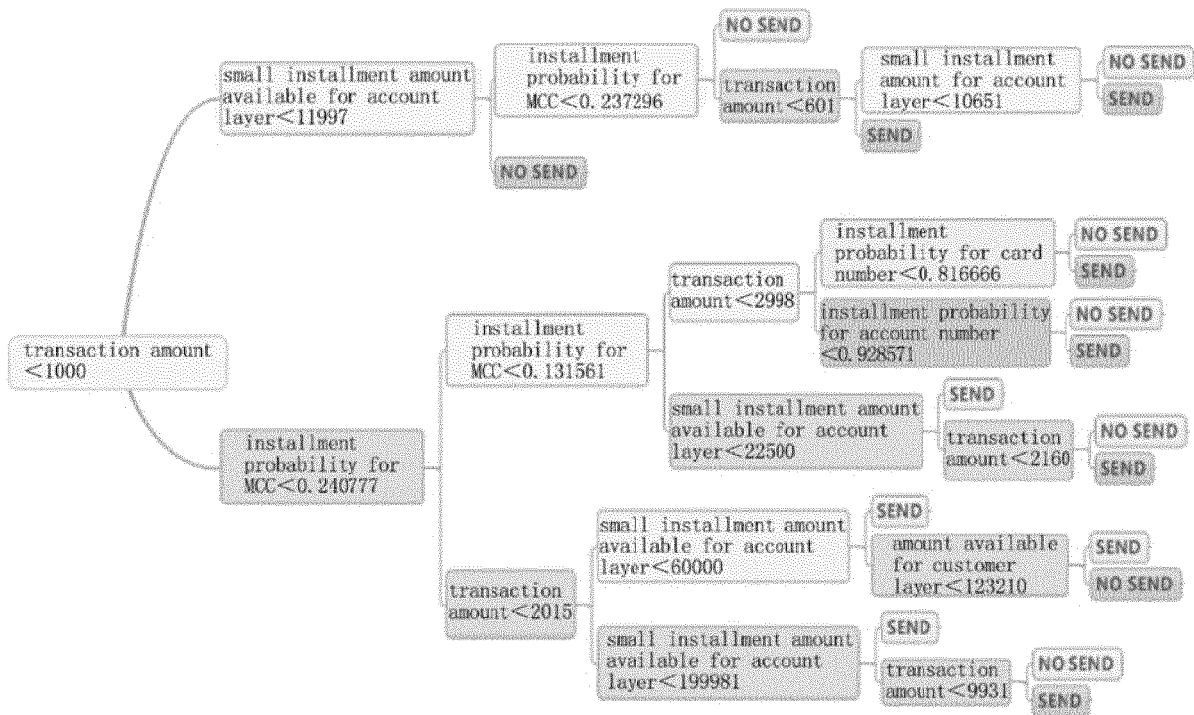 transaction amount
<1000
small installment amount
available for account
layer<11997
installment
probability for
MCC<0.237296
NO SEND
transaction
amount<601
small installment
amount for account
layer<10651
NO SEND
SEND
SEND
NO SEND
installment
probability for
MCC<0.240777
installment
probability for
MCC<0.131561
transaction
amount<2998
installment
probability for card
number<0.816666
NO SEND
SEND
installment probability
for account number
<0.928571
NO SEND
SEND
small installment amount
available for account
layer<22500
SEND
transaction
amount<2160
NO SEND
SEND
transaction
amount<2015
small installment amount
available for account
layer<60000
SEND
amount available
for customer
layer<123210
SEND
NO SEND
small installment amount
available for account
layer<199981
SEND
transaction
amount<9931
NO SEND
SEND